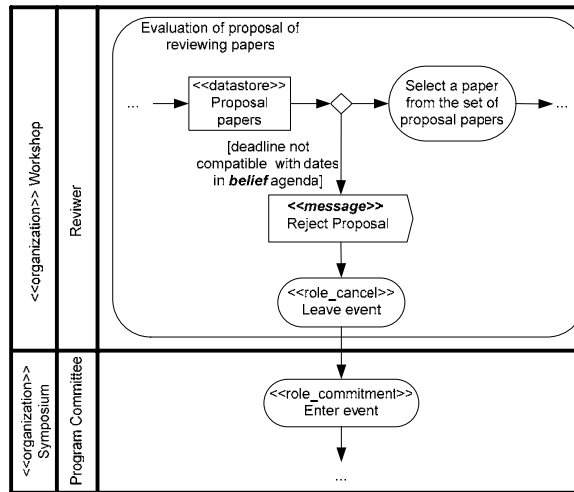 Evaluation of proposal of
reviewing papers
<<datastore>>
Proposal
papers
Select a paper
from the set of
proposal papers
...
...
[deadline not
compatible with dates
in belief agenda]
<<message>>
Reject Proposal
<<role_cancel>>
Leave event
<<organization>> Workshop
Reviwer
<<role_commitment>>
Enter event
...
<<organization>>
Symposium
Program Committee